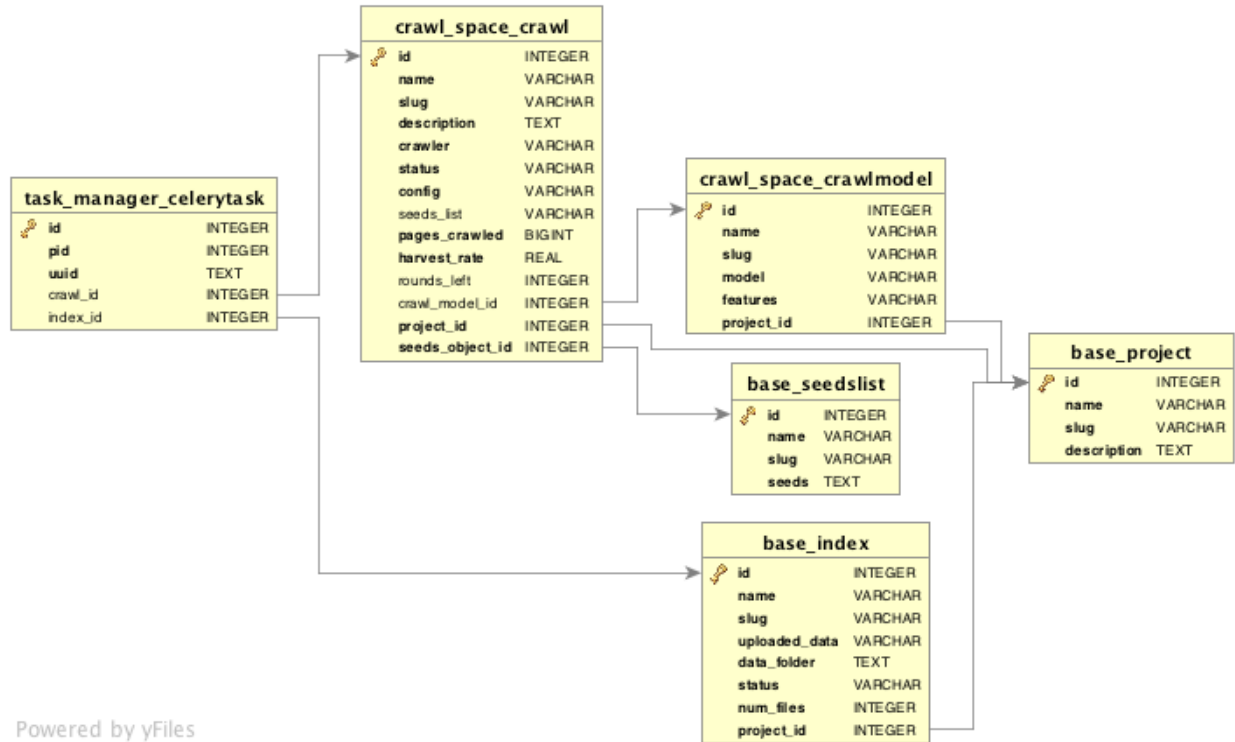 crawl_space_crawl
id INTEGER
name VARCHAR
slug VARCHAR
description TEXT
crawler VARCHAR
status VARCHAR
config VARCHAR
seeds_list VARCHAR
pages_crawled BIGINT
harvest_rate REAL
rounds_left INTEGER
crawl_model_id INTEGER
project_id INTEGER
seeds_object_id INTEGER
task_manager_celerytask
id INTEGER
pid INTEGER
uuid TEXT
crawl_id INTEGER
index_id INTEGER
crawl_space_crawlmodel
id INTEGER
name VARCHAR
slug VARCHAR
model VARCHAR
features VARCHAR
project_id INTEGER
base_project
id INTEGER
name VARCHAR
slug VARCHAR
description TEXT
base_seedslist
id INTEGER
name VARCHAR
slug VARCHAR
seeds TEXT
base_index
id INTEGER
name VARCHAR
slug VARCHAR
uploaded_data VARCHAR
data_folder TEXT
status VARCHAR
num_files INTEGER
project_id INTEGER
Powered by yFiles